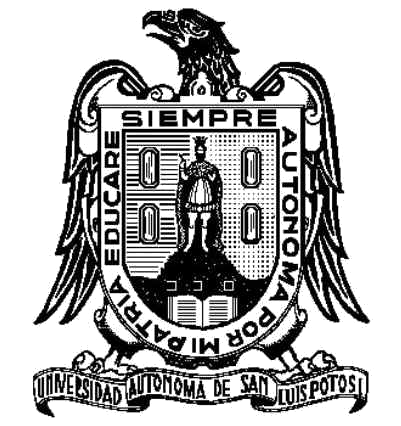 SIEMPRE AUTONOMA POR MI PATRIA EDUCARE
UNIVERSIDAD AUTONOMA DE SAN LUIS POTOSI